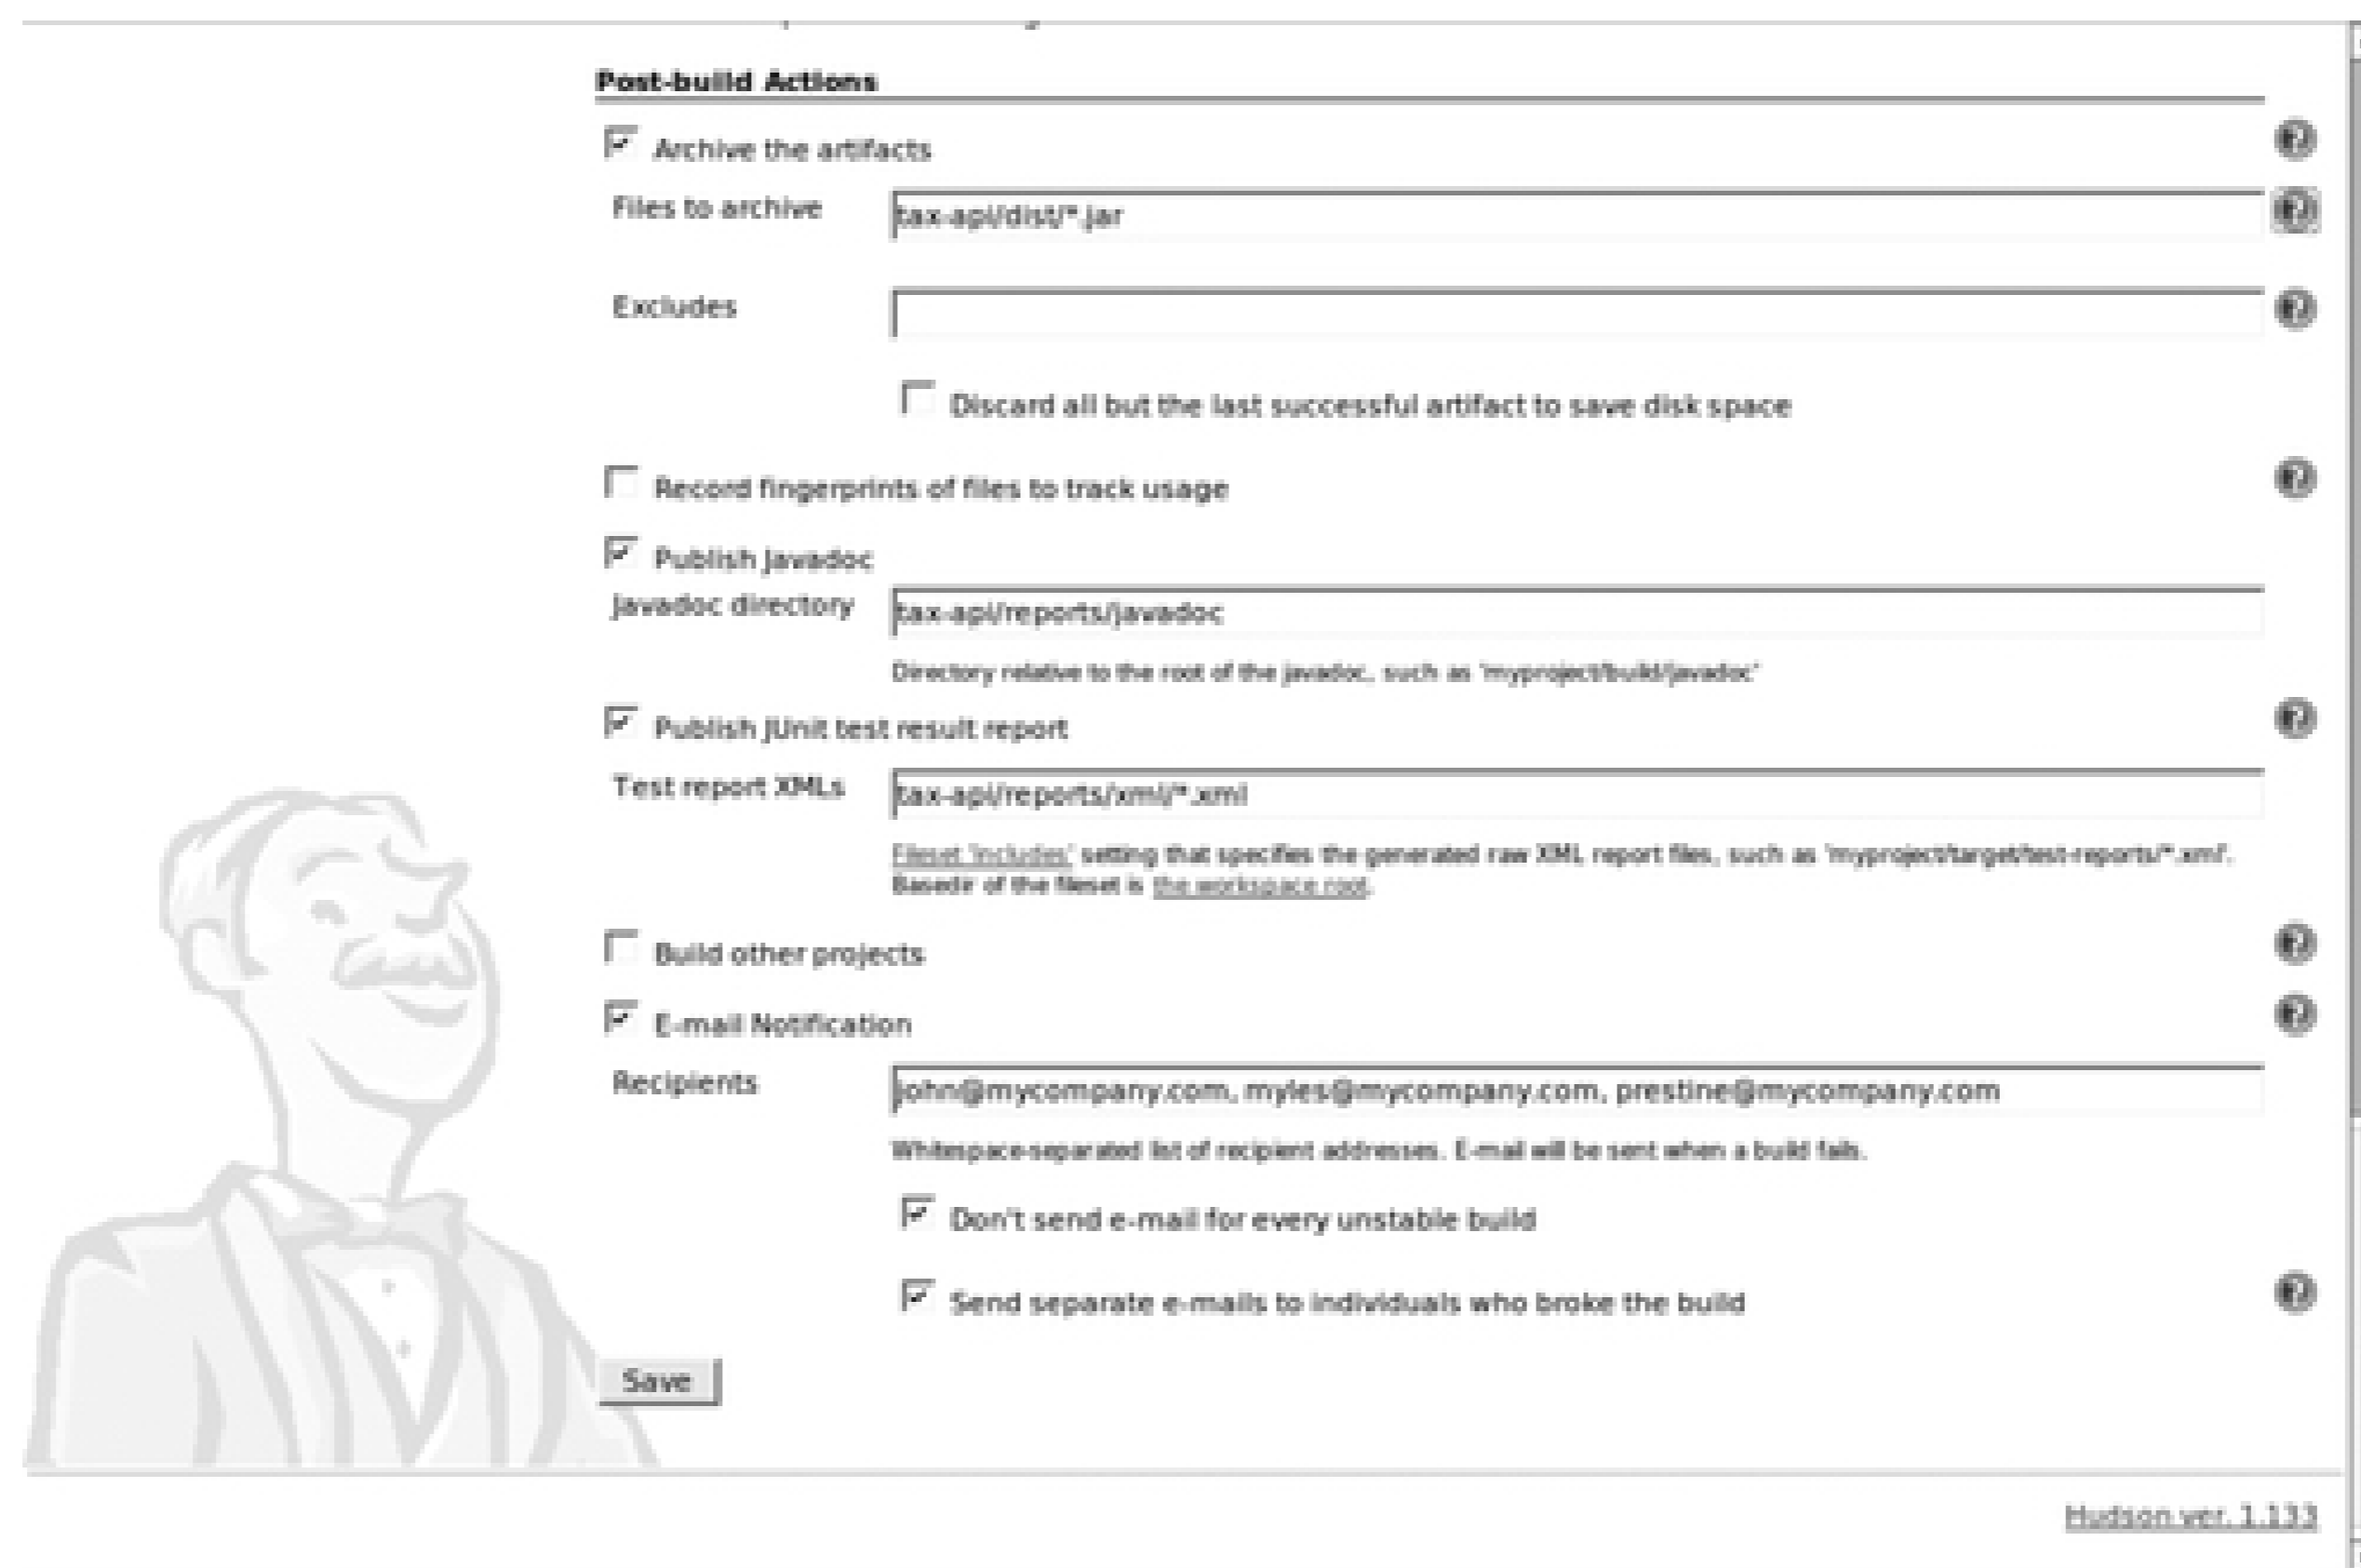 Post-build Actions
Archive the artifacts
Files to archive tax-api/dist/*.jar
Excludes
Discard all but the last successful artifact to save disk space
Record fingerprints of files to track usage
Publish Javadoc
Javadoc directory tax-api/reports/javadoc
Directory relative to the root of the javadoc, such as 'myproject/build/javadoc'
Publish JUnit test result report
Test report XMLs tax-api/reports/xml/*.xml
Fileset 'includes' setting that specifies the generated raw XML report files, such as 'myproject/target/test-reports/*.xml'.
Basedir of the fileset is the workspace root.
Build other projects
E-mail Notification
Recipients john@mycompany.com, myles@mycompany.com, prestine@mycompany.com
Whitespace-separated list of recipient addresses. E-mail will be sent when a build fails.
Don't send e-mail for every unstable build
Send separate e-mails to individuals who broke the build
Save
Hudson ver. 1.133